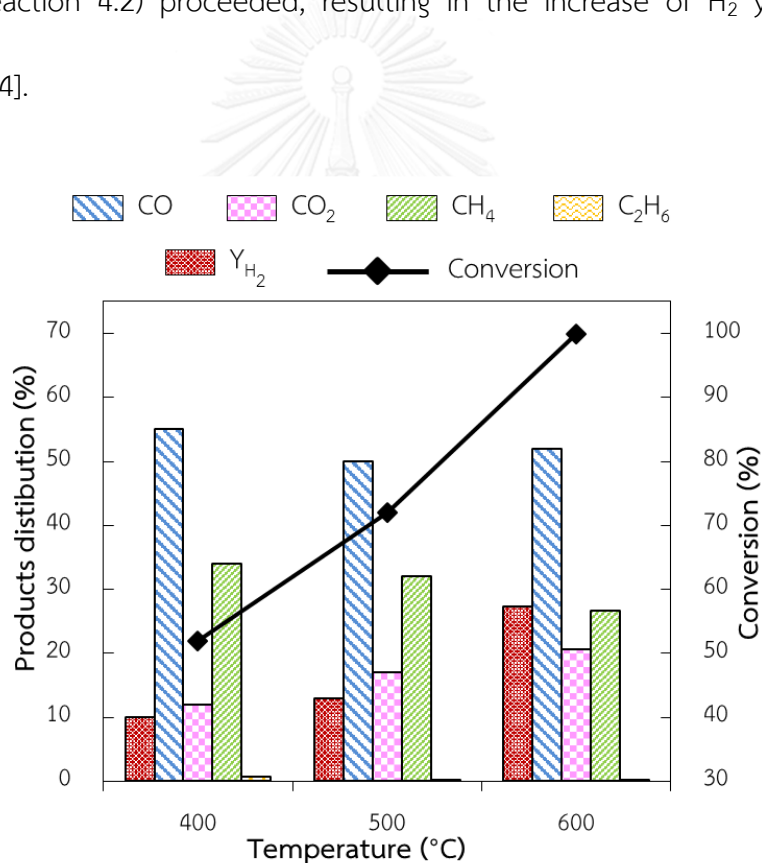 eaction 4.2) proceeded, resulting in the increase of H₂ y
4].
CO CO₂ CH₄ C₂H₆
Y_H₂ Conversion
70 100
60 90
50 80
40 70
30 60
20 50
10 40
0 30
Products distibution (%)
Conversion (%)
400 500 600
Temperature (°C)